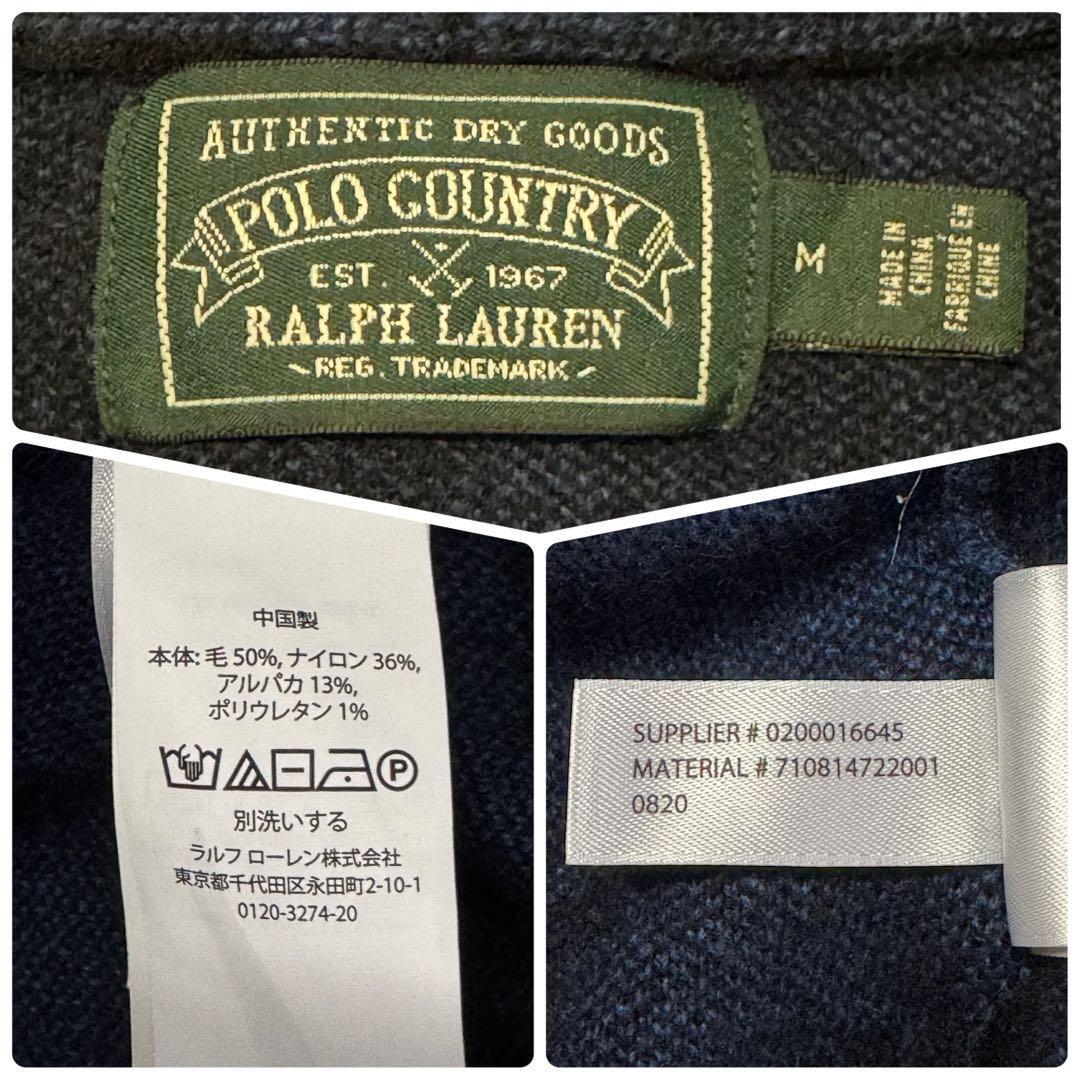 AUTHENTIC DRY GOODS
POLO COUNTRY
EST. 1967
RALPH LAUREN
REG. TRADEMARK
M
MADE IN
CHINA
FABRIQUÉ EN
CHINE
中国製
本体: 毛 50%, ナイロン 36%,
アルパカ 13%,
ポリウレタン 1%
P
別洗いする
ラルフ ローレン株式会社
東京都千代田区永田町2-10-1
0120-3274-20
SUPPLIER # 0200016645
MATERIAL # 710814722001
0820